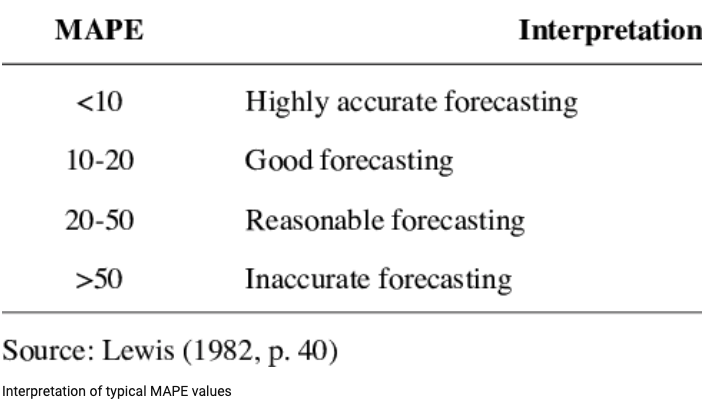 MAPE Interpretation
<10 Highly accurate forecasting
10-20 Good forecasting
20-50 Reasonable forecasting
>50 Inaccurate forecasting
Source: Lewis (1982, p. 40)
Interpretation of typical MAPE values